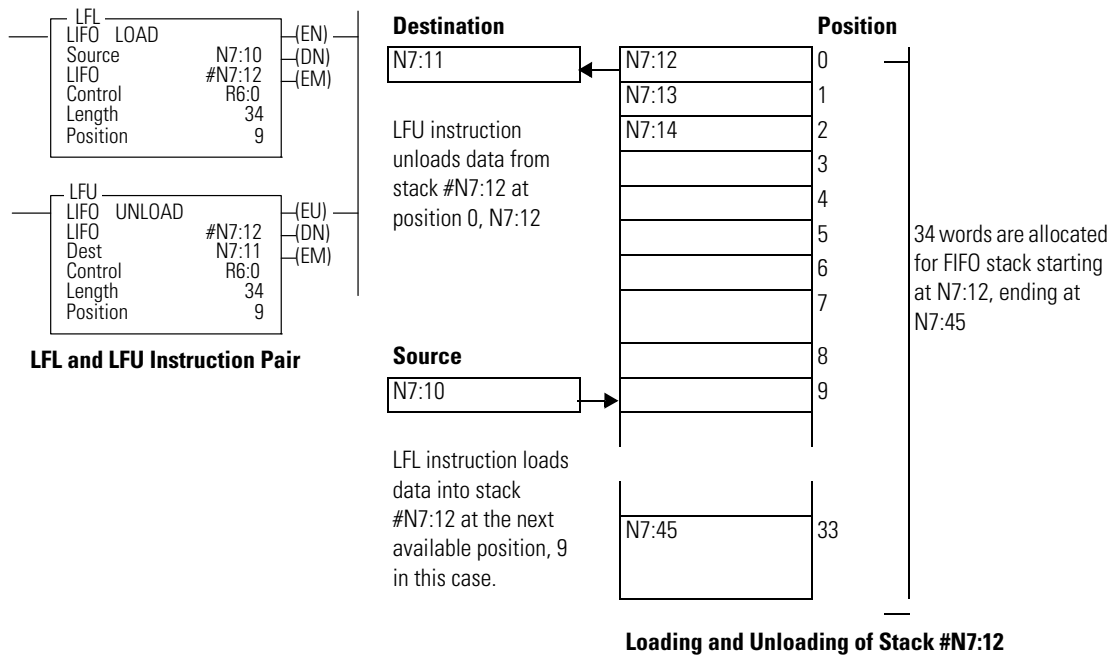 LFL
LIFO LOAD
Source N7:10
LIFO #N7:12
Control R6:0
Length 34
Position 9
(EN)
(DN)
(EM)
LFU
LIFO UNLOAD
LIFO #N7:12
Dest N7:11
Control R6:0
Length 34
Position 9
(EU)
(DN)
(EM)
LFL and LFU Instruction Pair
Destination
N7:11
LFU instruction
unloads data from
stack #N7:12 at
position 0, N7:12
Source
N7:10
LFL instruction loads
data into stack
#N7:12 at the next
available position, 9
in this case.
Position
N7:12 0
N7:13 1
N7:14 2
3
4
5
6
7
8
9
N7:45 33
34 words are allocated
for FIFO stack starting
at N7:12, ending at
N7:45
Loading and Unloading of Stack #N7:12